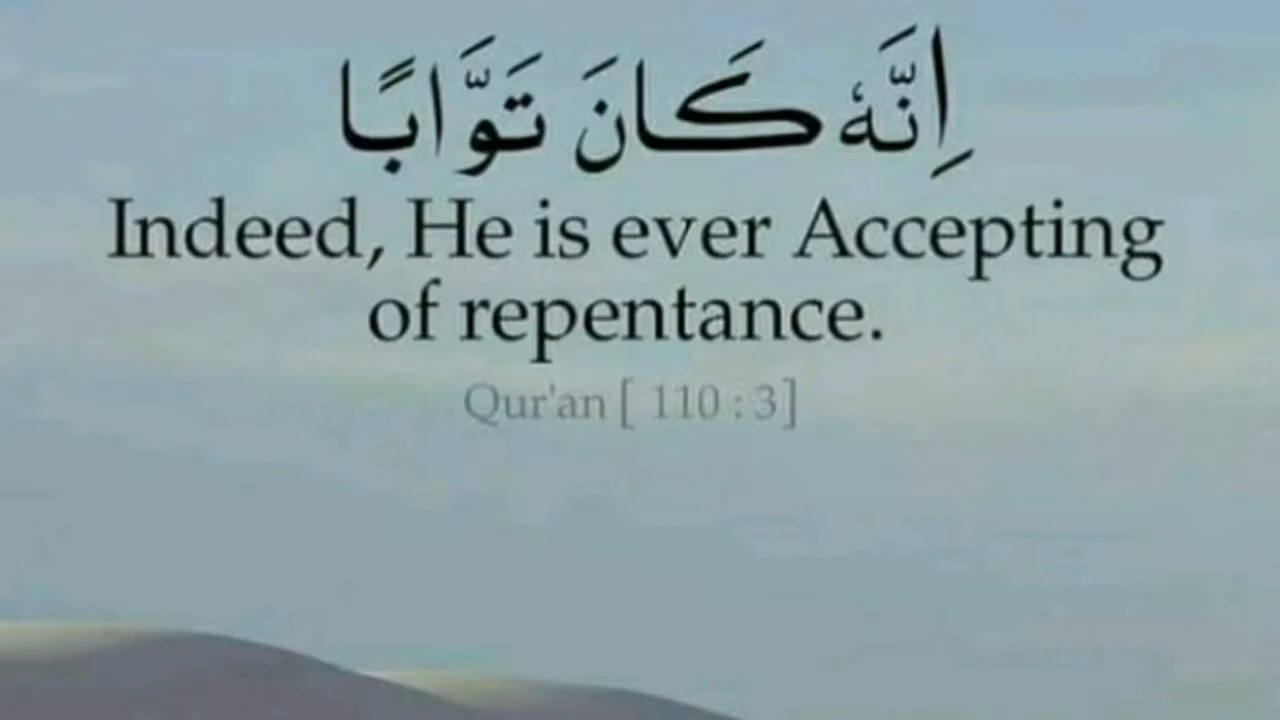 اِنَّهٗ كَانَ تَوَّابًا
Indeed, He is ever Accepting
of repentance.
Qur'an [ 110 : 3]